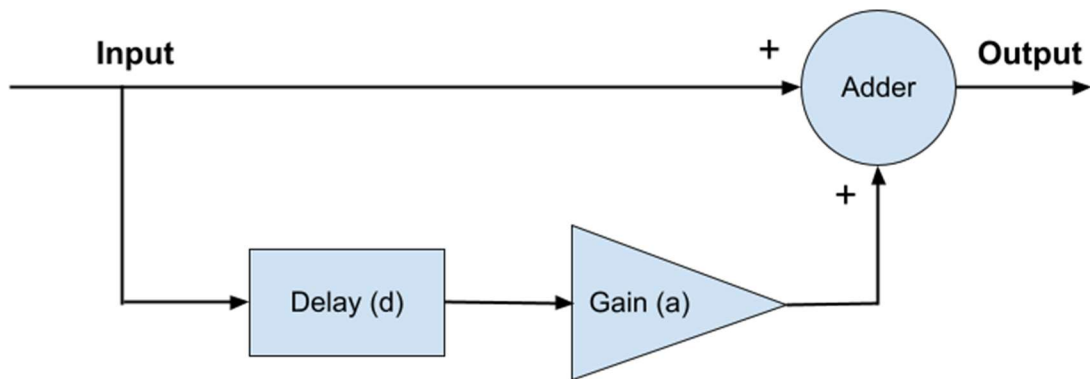 Input
+
Adder
Output
+
Delay (d)
Gain (a)